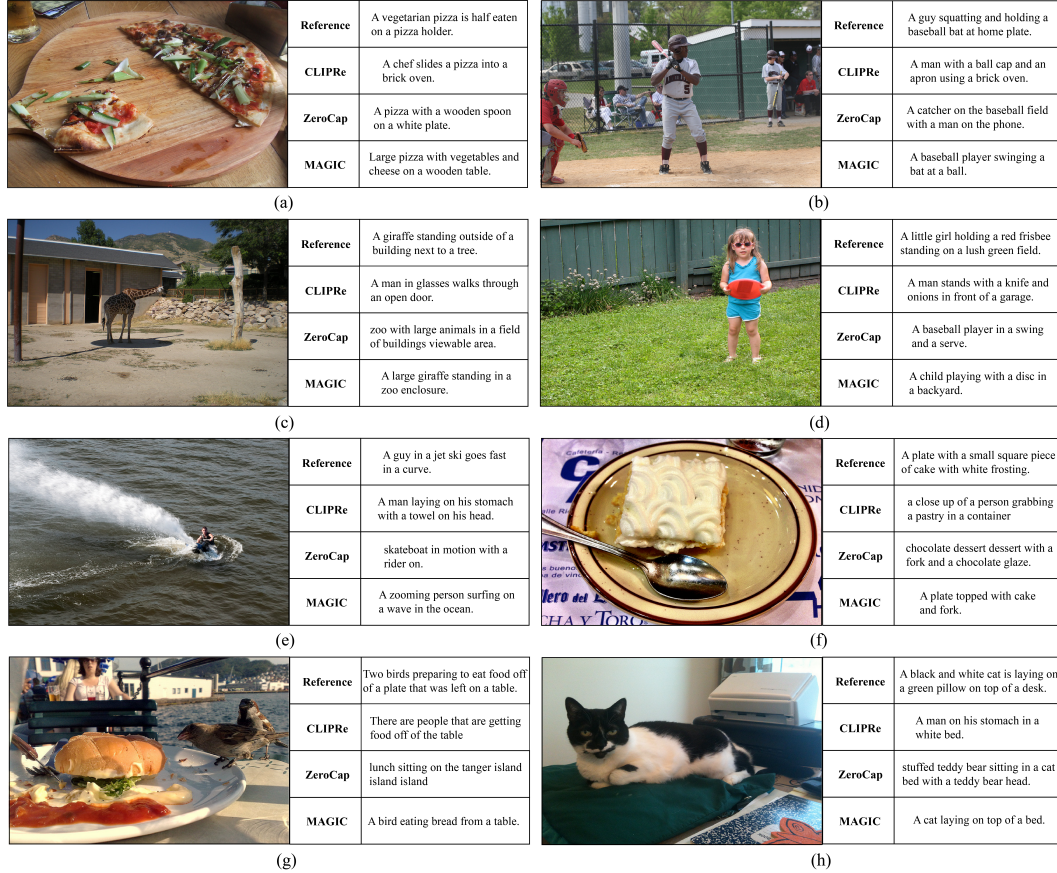 Reference
A vegetarian pizza is half eaten
on a pizza holder.
CLIPRe
A chef slides a pizza into a
brick oven.
ZeroCap
A pizza with a wooden spoon
on a white plate.
MAGIC
Large pizza with vegetables and
cheese on a wooden table.
(a)
Reference
A guy squatting and holding a
baseball bat at home plate.
CLIPRe
A man with a ball cap and an
apron using a brick oven.
ZeroCap
A catcher on the baseball field
with a man on the phone.
MAGIC
A baseball player swinging a
bat at a ball.
5
(b)
Reference
A giraffe standing outside of a
building next to a tree.
CLIPRe
A man in glasses walks through
an open door.
ZeroCap
zoo with large animals in a field
of buildings viewable area.
MAGIC
A large giraffe standing in a
zoo enclosure.
(c)
Reference
A little girl holding a red frisbee
standing on a lush green field.
CLIPRe
A man stands with a knife and
onions in front of a garage.
ZeroCap
A baseball player in a swing
and a serve.
MAGIC
A child playing with a disc in
a backyard.
(d)
Reference
A guy in a jet ski goes fast
in a curve.
CLIPRe
A man laying on his stomach
with a towel on his head.
ZeroCap
skateboat in motion with a
rider on.
MAGIC
A zooming person surfing on
a wave in the ocean.
(e)
Reference
A plate with a small square piece
of cake with white frosting.
CLIPRe
a close up of a person grabbing
a pastry in a container
ZeroCap
chocolate dessert dessert with a
fork and a chocolate glaze.
MAGIC
A plate topped with cake
and fork.
(f)
Reference
Two birds preparing to eat food off
of a plate that was left on a table.
CLIPRe
There are people that are getting
food off of the table
ZeroCap
lunch sitting on the tanger island
island island
MAGIC
A bird eating bread from a table.
(g)
Reference
A black and white cat is laying on
a green pillow on top of a desk.
CLIPRe
A man on his stomach in a
white bed.
ZeroCap
stuffed teddy bear sitting in a cat
bed with a teddy bear head.
MAGIC
A cat laying on top of a bed.
(h)